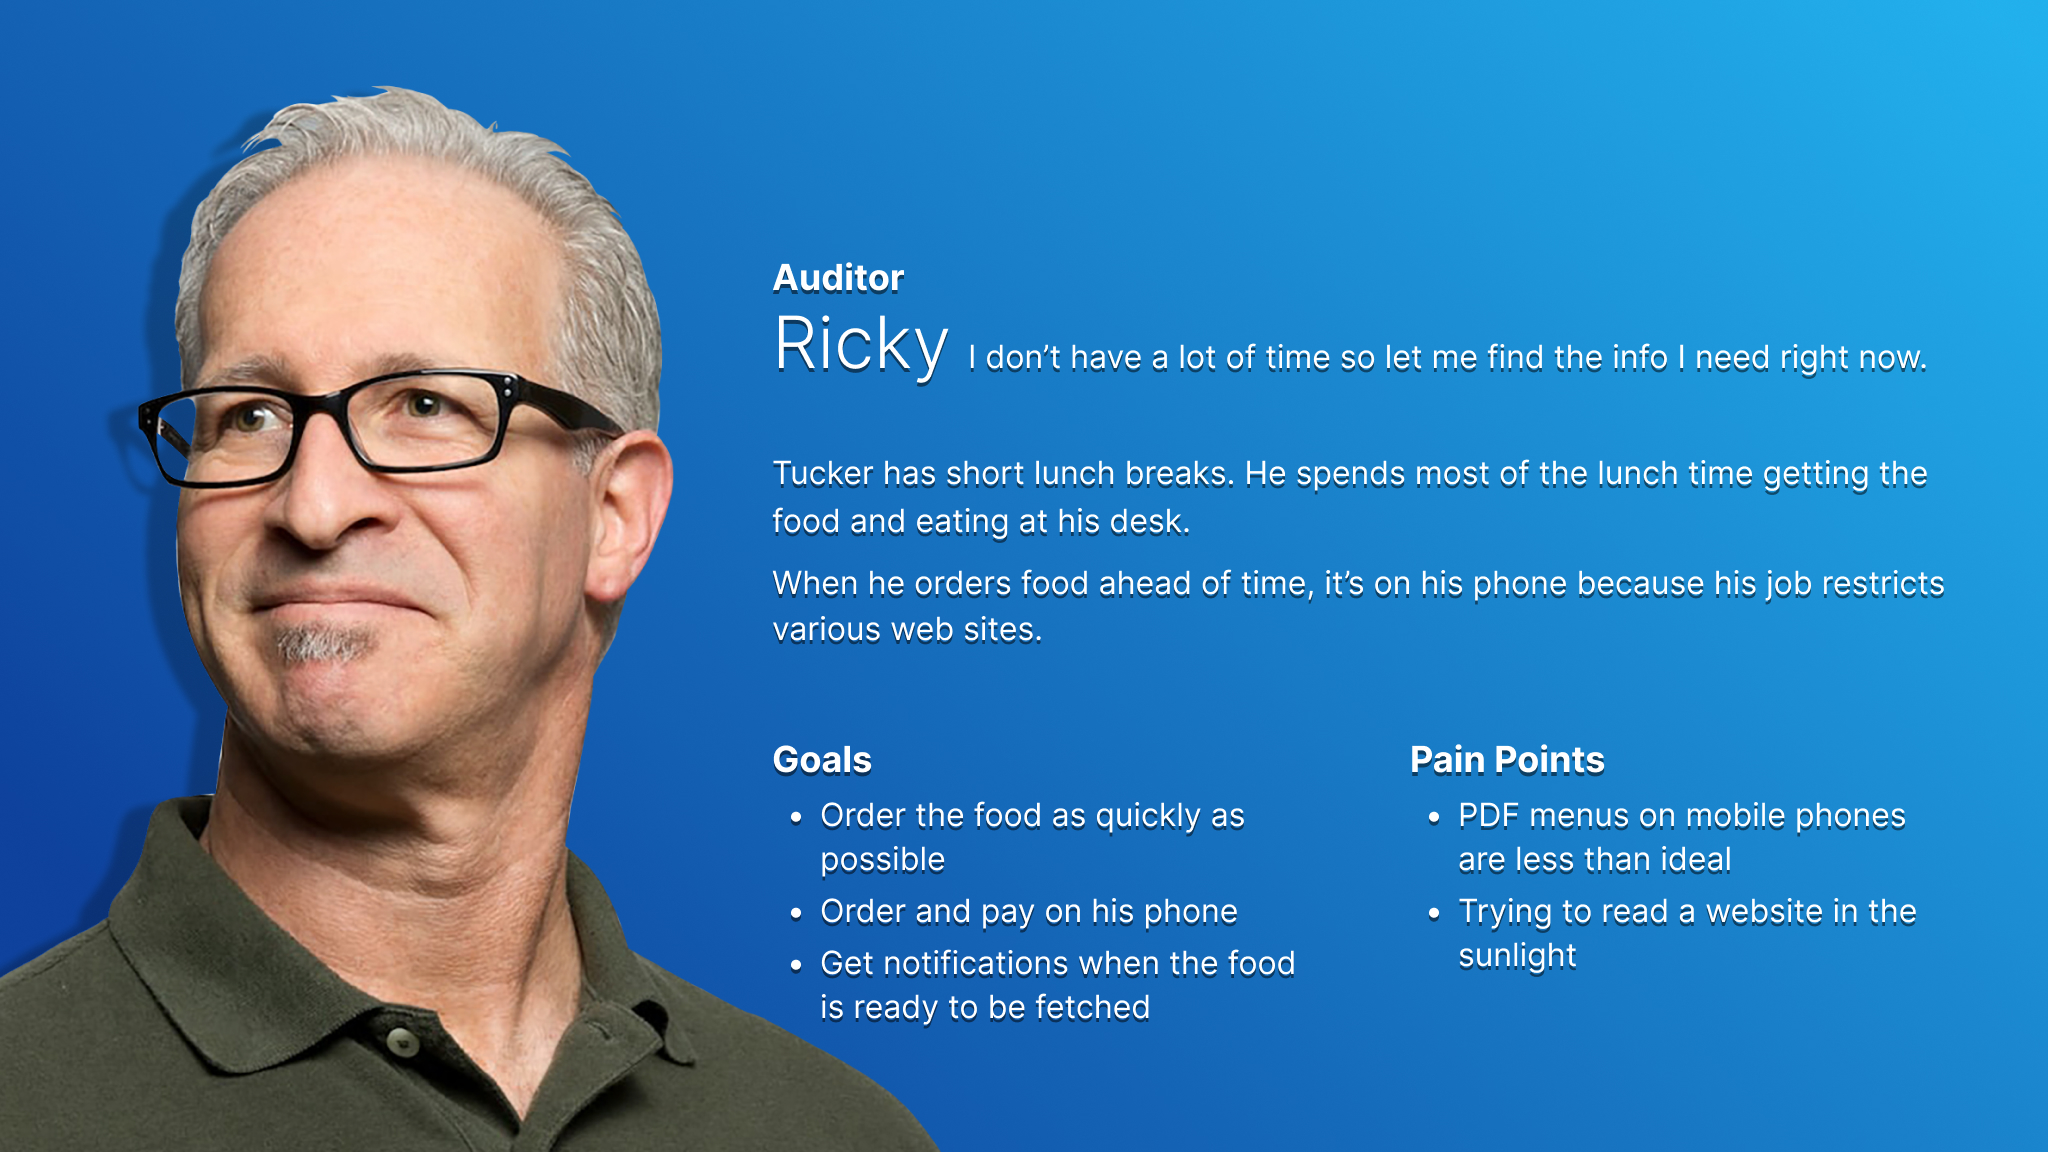 Auditor
Ricky I don’t have a lot of time so let me find the info I need right now.
Tucker has short lunch breaks. He spends most of the lunch time getting the
food and eating at his desk.
When he orders food ahead of time, it’s on his phone because his job restricts
various web sites.
Goals
• Order the food as quickly as
possible
• Order and pay on his phone
• Get notifications when the food
is ready to be fetched
Pain Points
• PDF menus on mobile phones
are less than ideal
• Trying to read a website in the
sunlight